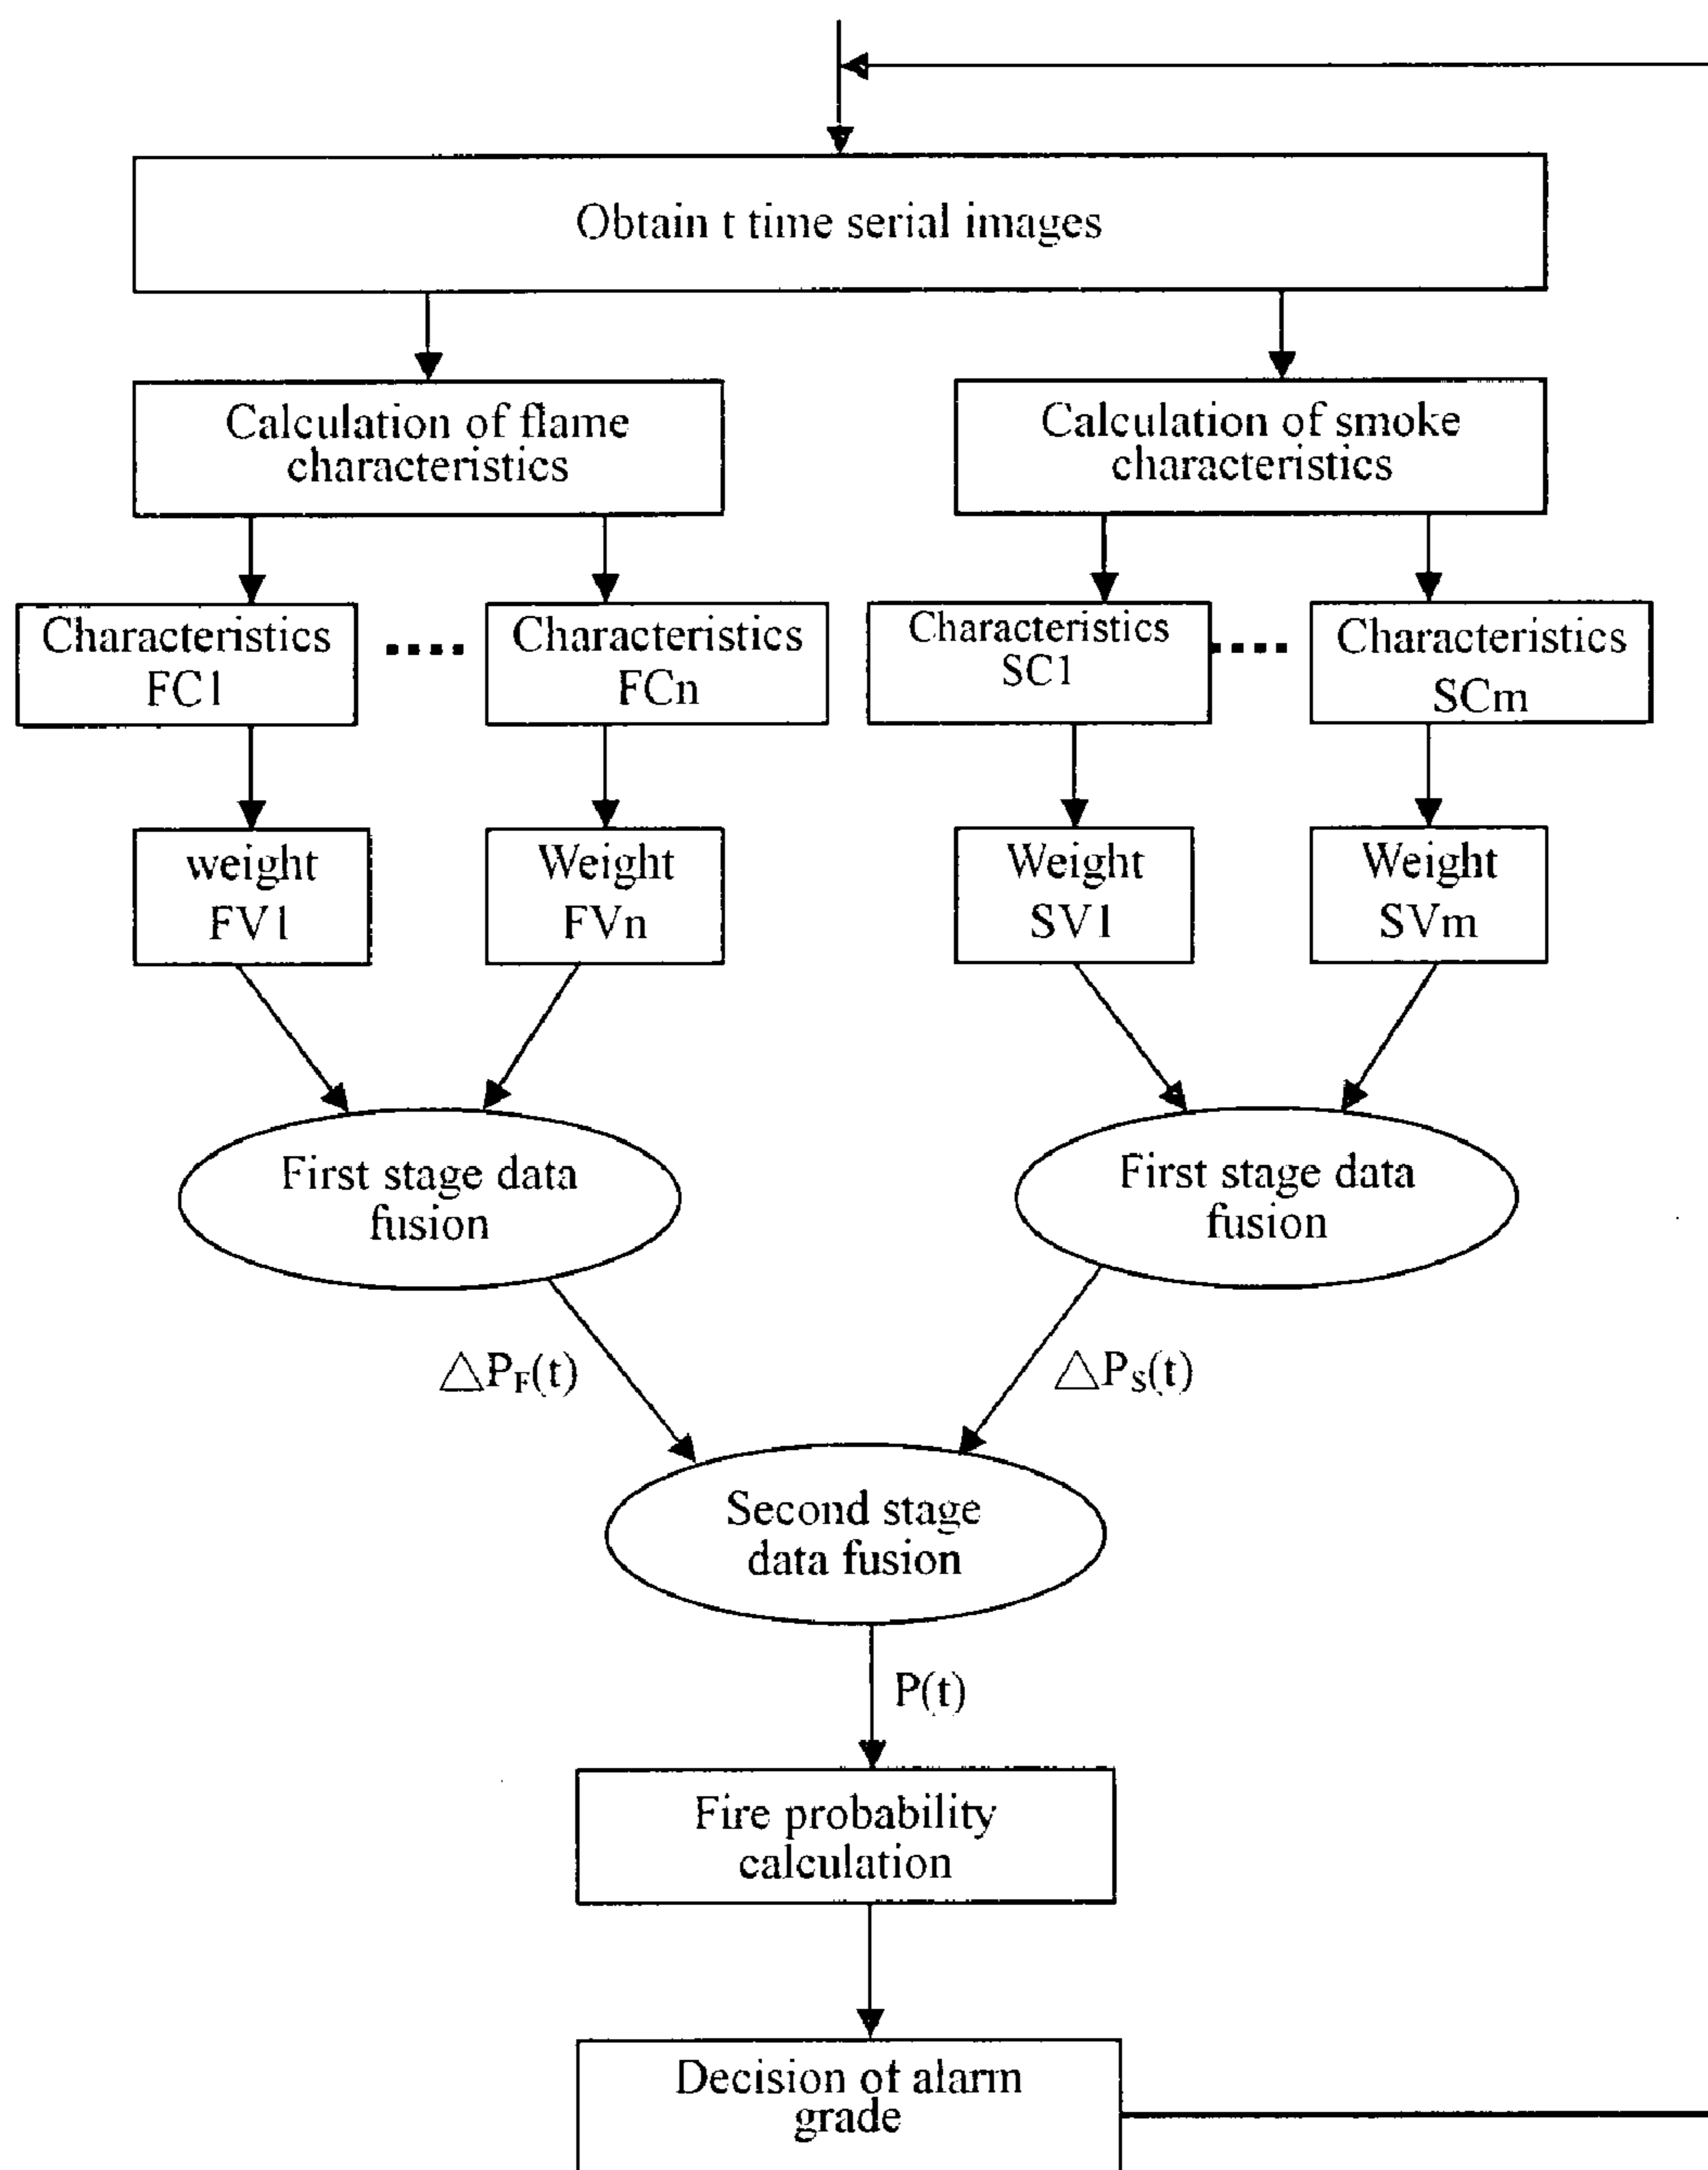 Obtain t time serial images
Calculation of flame
characteristics
Calculation of smoke
characteristics
Characteristics
FC1
Characteristics
FCn
Characteristics
SC1
Characteristics
SCm
weight
FV1
Weight
FVn
Weight
SV1
Weight
SVm
First stage data
fusion
First stage data
fusion
△PF(t)
△PS(t)
Second stage
data fusion
P(t)
Fire probability
calculation
Decision of alarm
grade